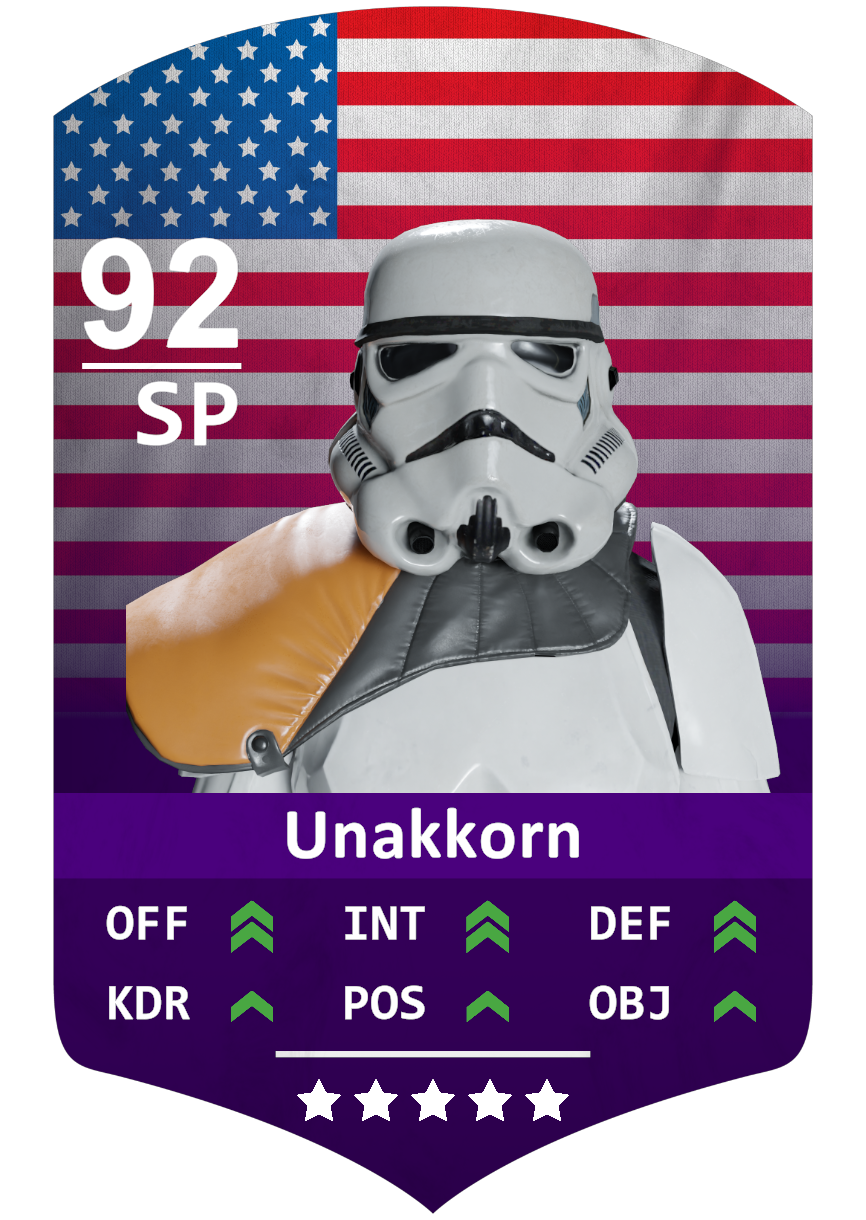 92
SP
Unakkorn
OFF INT DEF
KDR POS OBJ